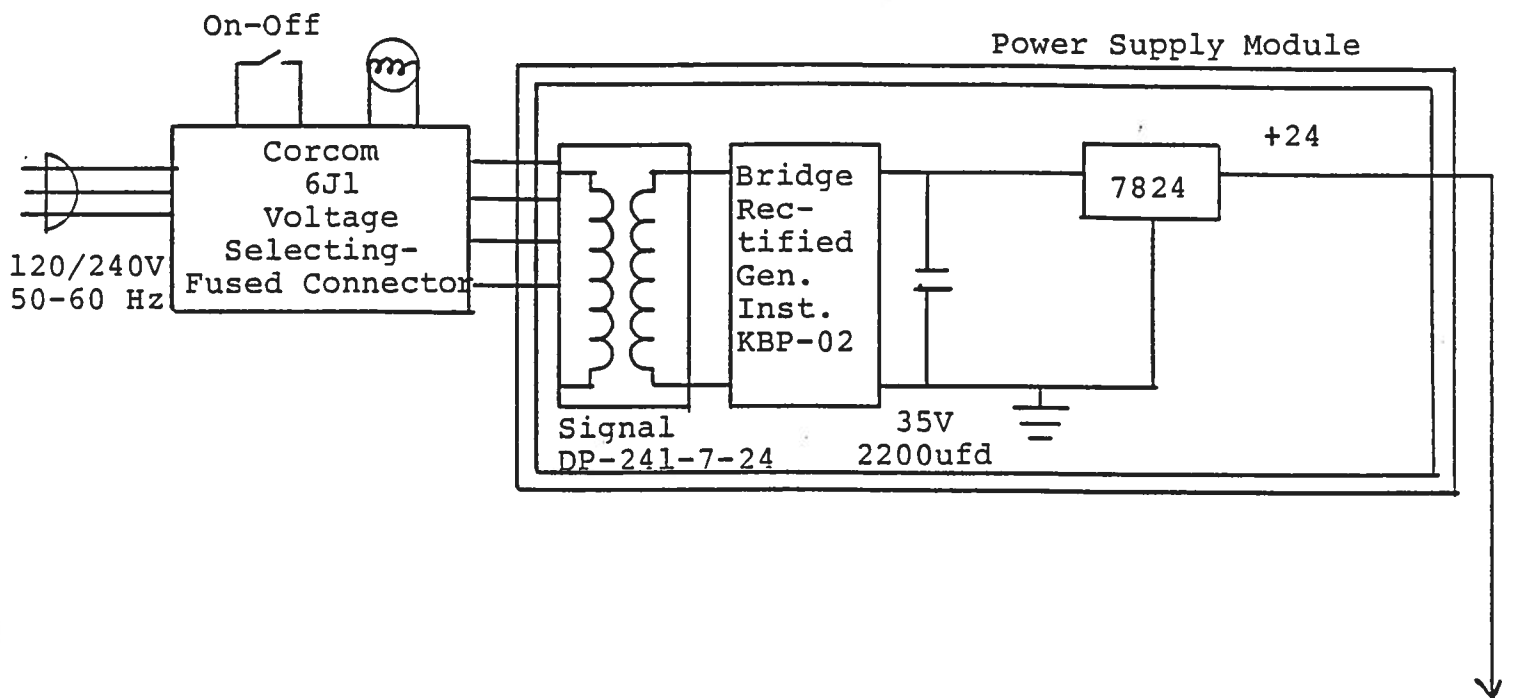 On-Off
Power Supply Module
Corcom
6J1
Voltage
Selecting-
Fused Connector
120/240V
50-60 Hz
Bridge
Rec-
tified
Gen.
Inst.
KBP-02
7824
+24
Signal
DP-241-7-24
35V
2200ufd